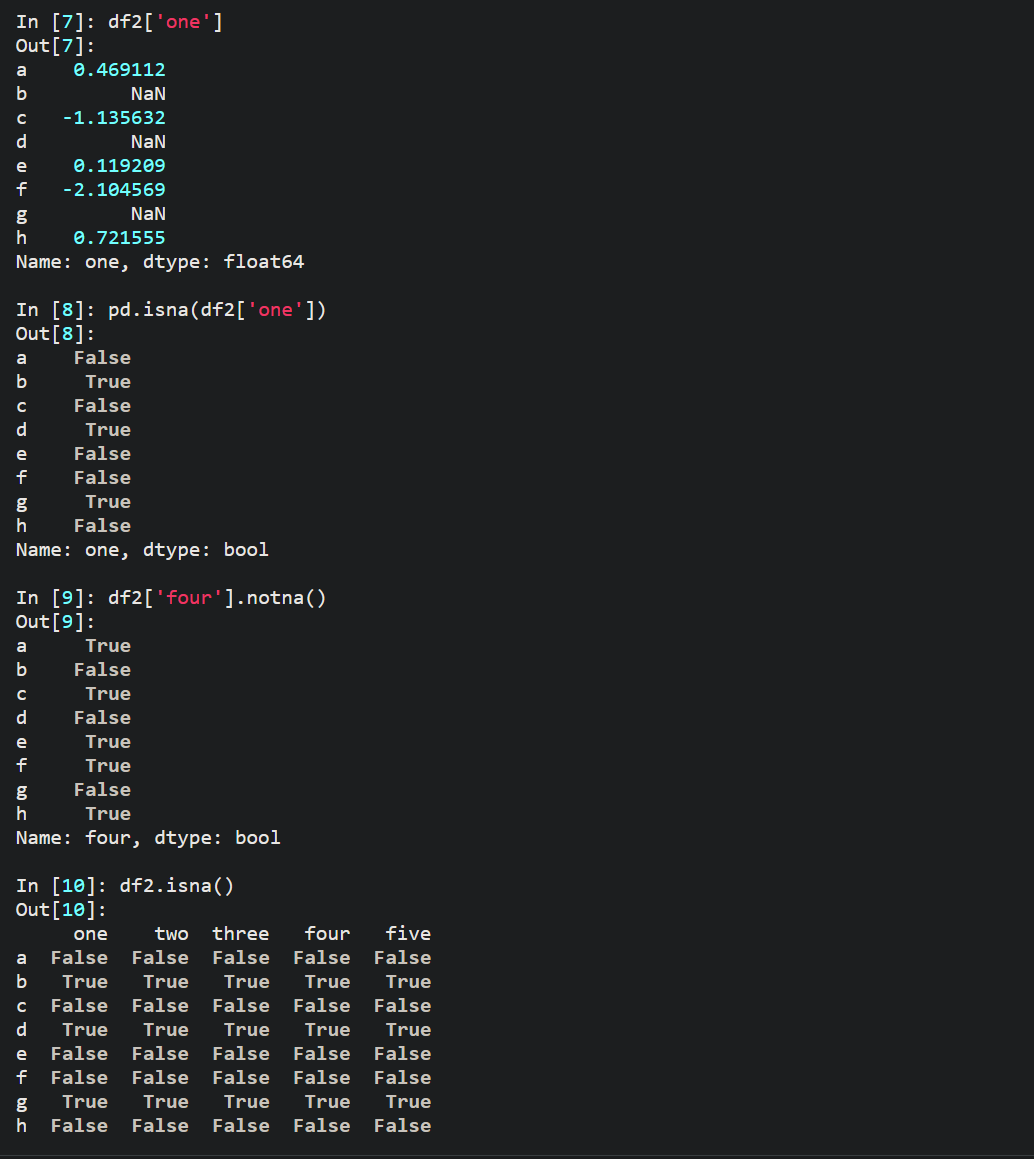 In [7]: df2['one']
Out[7]:
a    0.469112
b         NaN
c   -1.135632
d         NaN
e    0.119209
f   -2.104569
g         NaN
h    0.721555
Name: one, dtype: float64

In [8]: pd.isna(df2['one'])
Out[8]:
a    False
b     True
c    False
d     True
e    False
f    False
g     True
h    False
Name: one, dtype: bool

In [9]: df2['four'].notna()
Out[9]:
a     True
b    False
c     True
d    False
e     True
f     True
g    False
h     True
Name: four, dtype: bool

In [10]: df2.isna()
Out[10]:
     one    two  three   four   five
a  False  False  False  False  False
b   True   True   True   True   True
c  False  False  False  False  False
d   True   True   True   True   True
e  False  False  False  False  False
f  False  False  False  False  False
g   True   True   True   True   True
h  False  False  False  False  False